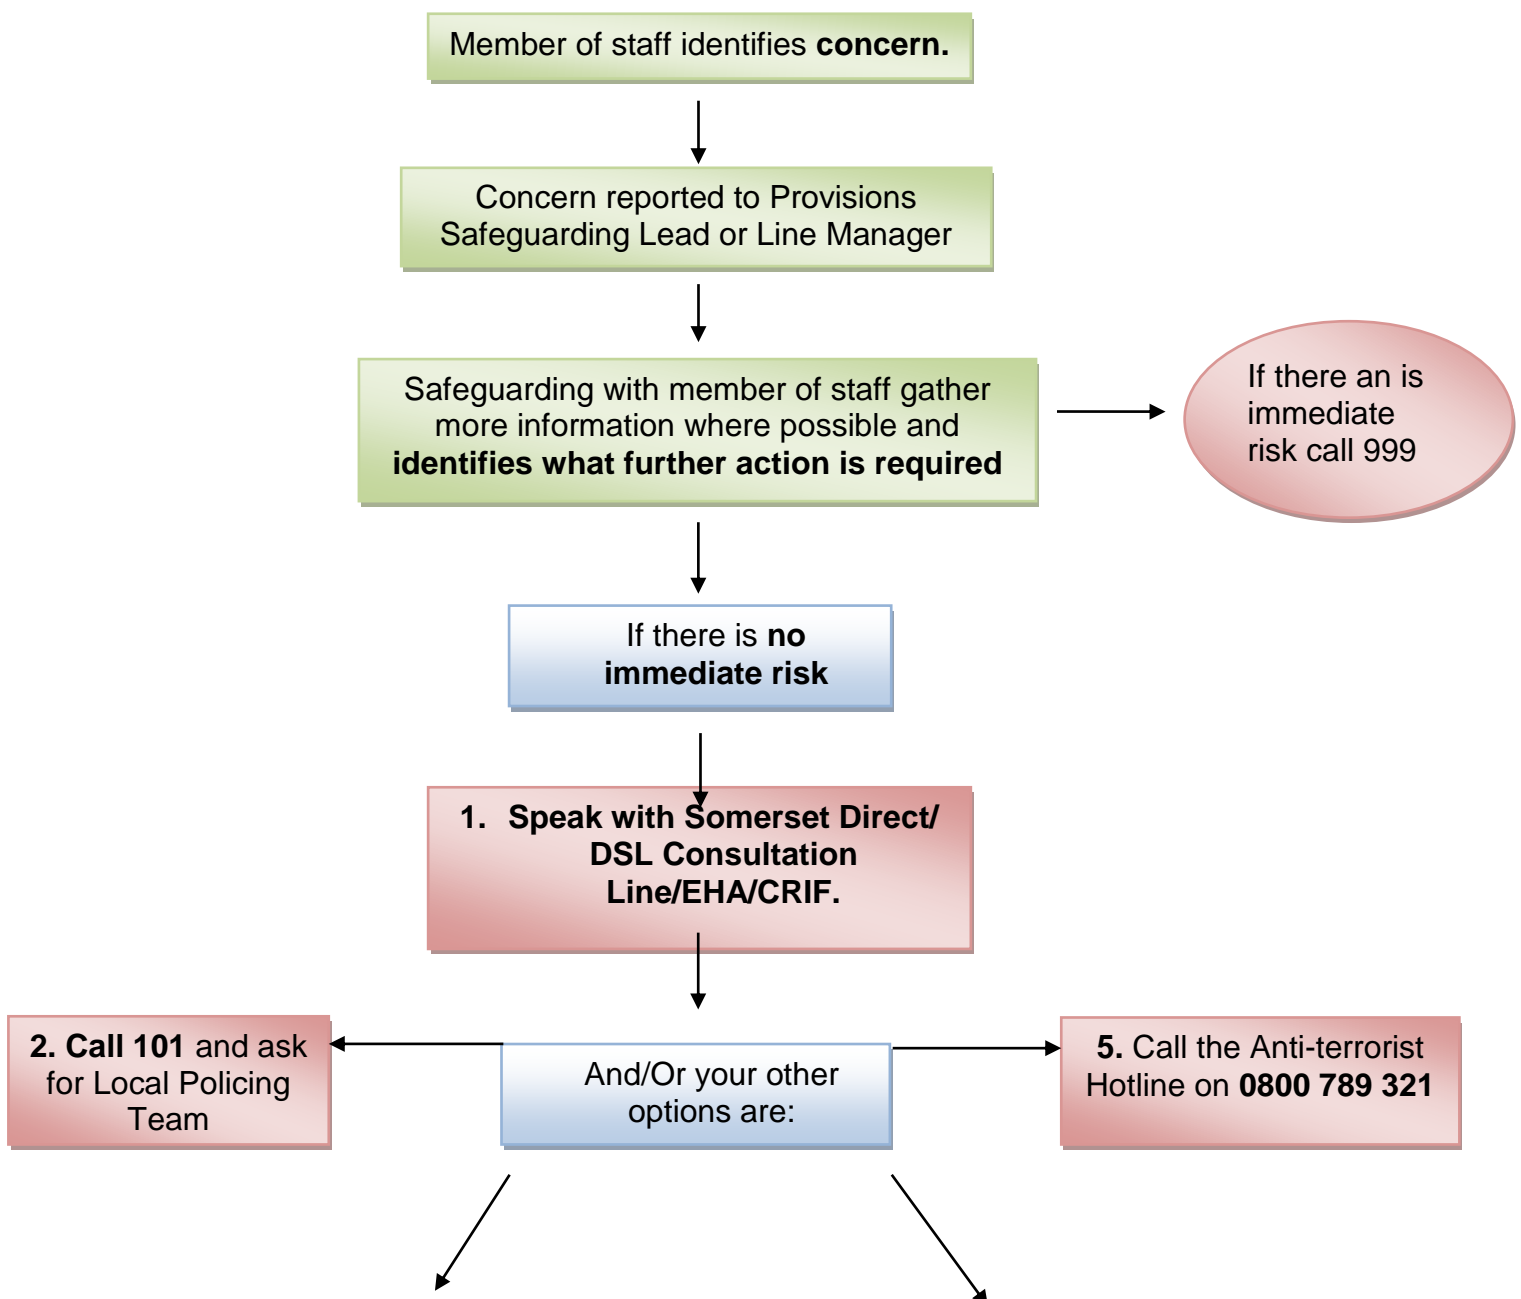 Member of staff identifies concern.
Concern reported to Provisions
Safeguarding Lead or Line Manager
Safeguarding with member of staff gather
more information where possible and
identifies what further action is required
If there an is
immediate
risk call 999
If there is no
immediate risk
1. Speak with Somerset Direct/
DSL Consultation
Line/EHA/CRIF.
2. Call 101 and ask
for Local Policing
Team
And/Or your other
options are:
5. Call the Anti-terrorist
Hotline on 0800 789 321